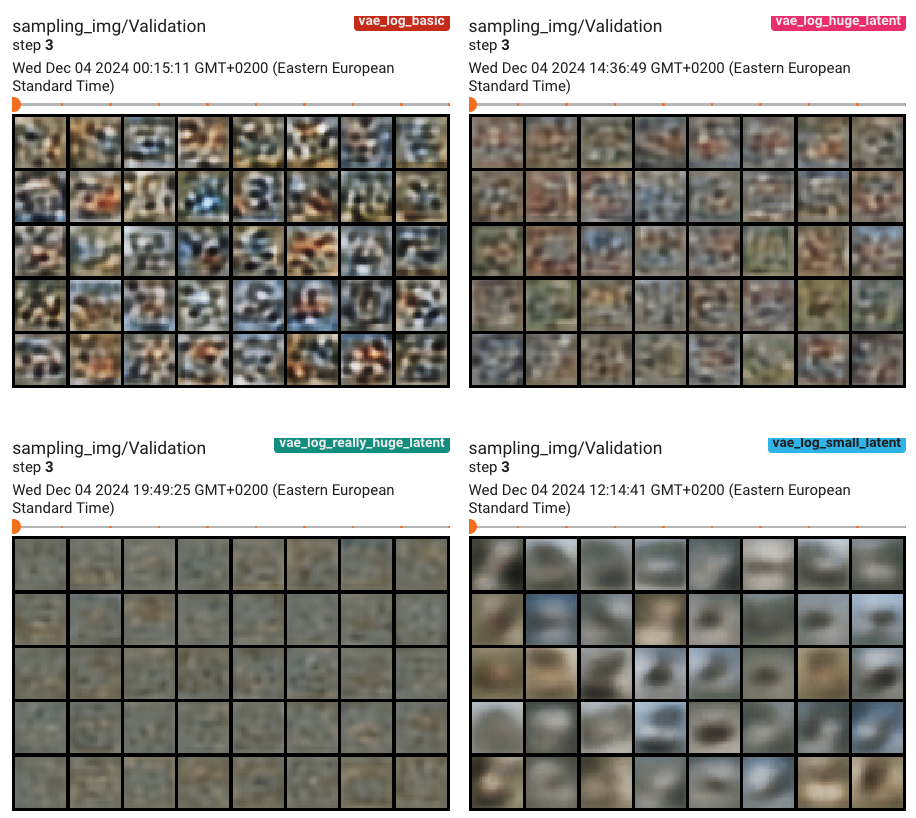 sampling_img/Validation
vae_log_basic
step 3
Wed Dec 04 2024 00:15:11 GMT+0200 (Eastern European
Standard Time)
sampling_img/Validation
vae_log_huge_latent
step 3
Wed Dec 04 2024 14:36:49 GMT+0200 (Eastern European
Standard Time)
sampling_img/Validation
vae_log_really_huge_latent
step 3
Wed Dec 04 2024 19:49:25 GMT+0200 (Eastern European
Standard Time)
sampling_img/Validation
vae_log_small_latent
step 3
Wed Dec 04 2024 12:14:41 GMT+0200 (Eastern European
Standard Time)